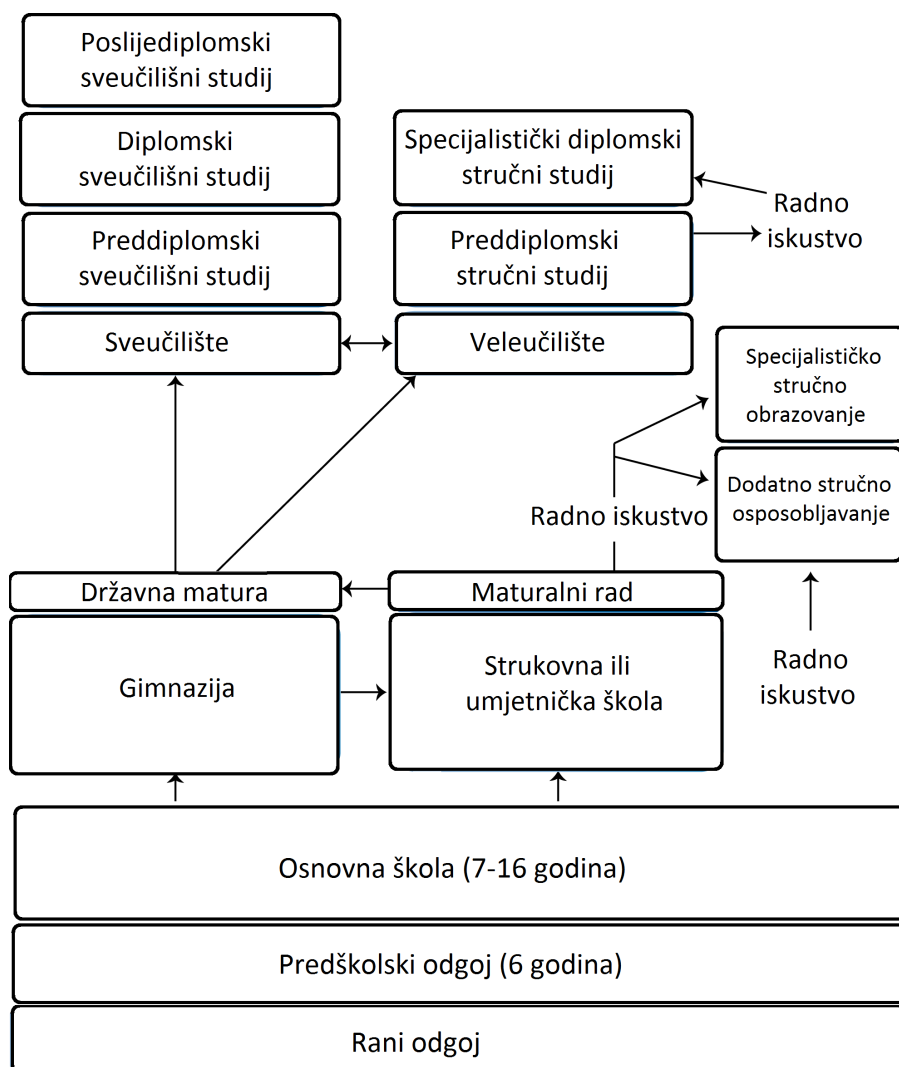 Poslijediplomski
sveučilišni studij
Diplomski
sveučilišni studij
Specijalistički diplomski
stručni studij
Radno
iskustvo
Preddiplomski
sveučilišni studij
Preddiplomski
stručni studij
Sveučilište
Veleučilište
Specijalističko
stručno
obrazovanje
Dodatno stručno
osposobljavanje
Radno iskustvo
Državna matura
Maturalni rad
Radno
iskustvo
Gimnazija
Strukovna ili
umjetnička škola
Osnovna škola (7-16 godina)
Predškolski odgoj (6 godina)
Rani odgoj